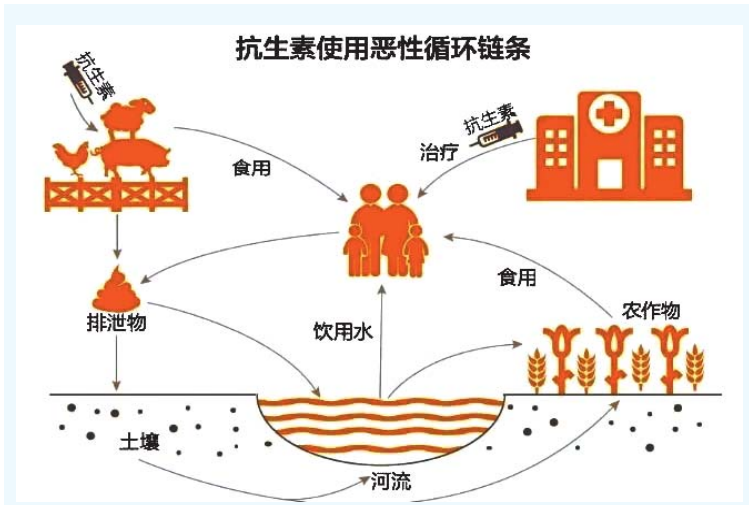 抗生素使用恶性循环链条
抗生素
抗生素
治疗
食用
食用
排泄物
饮用水
农作物
土壤
河流